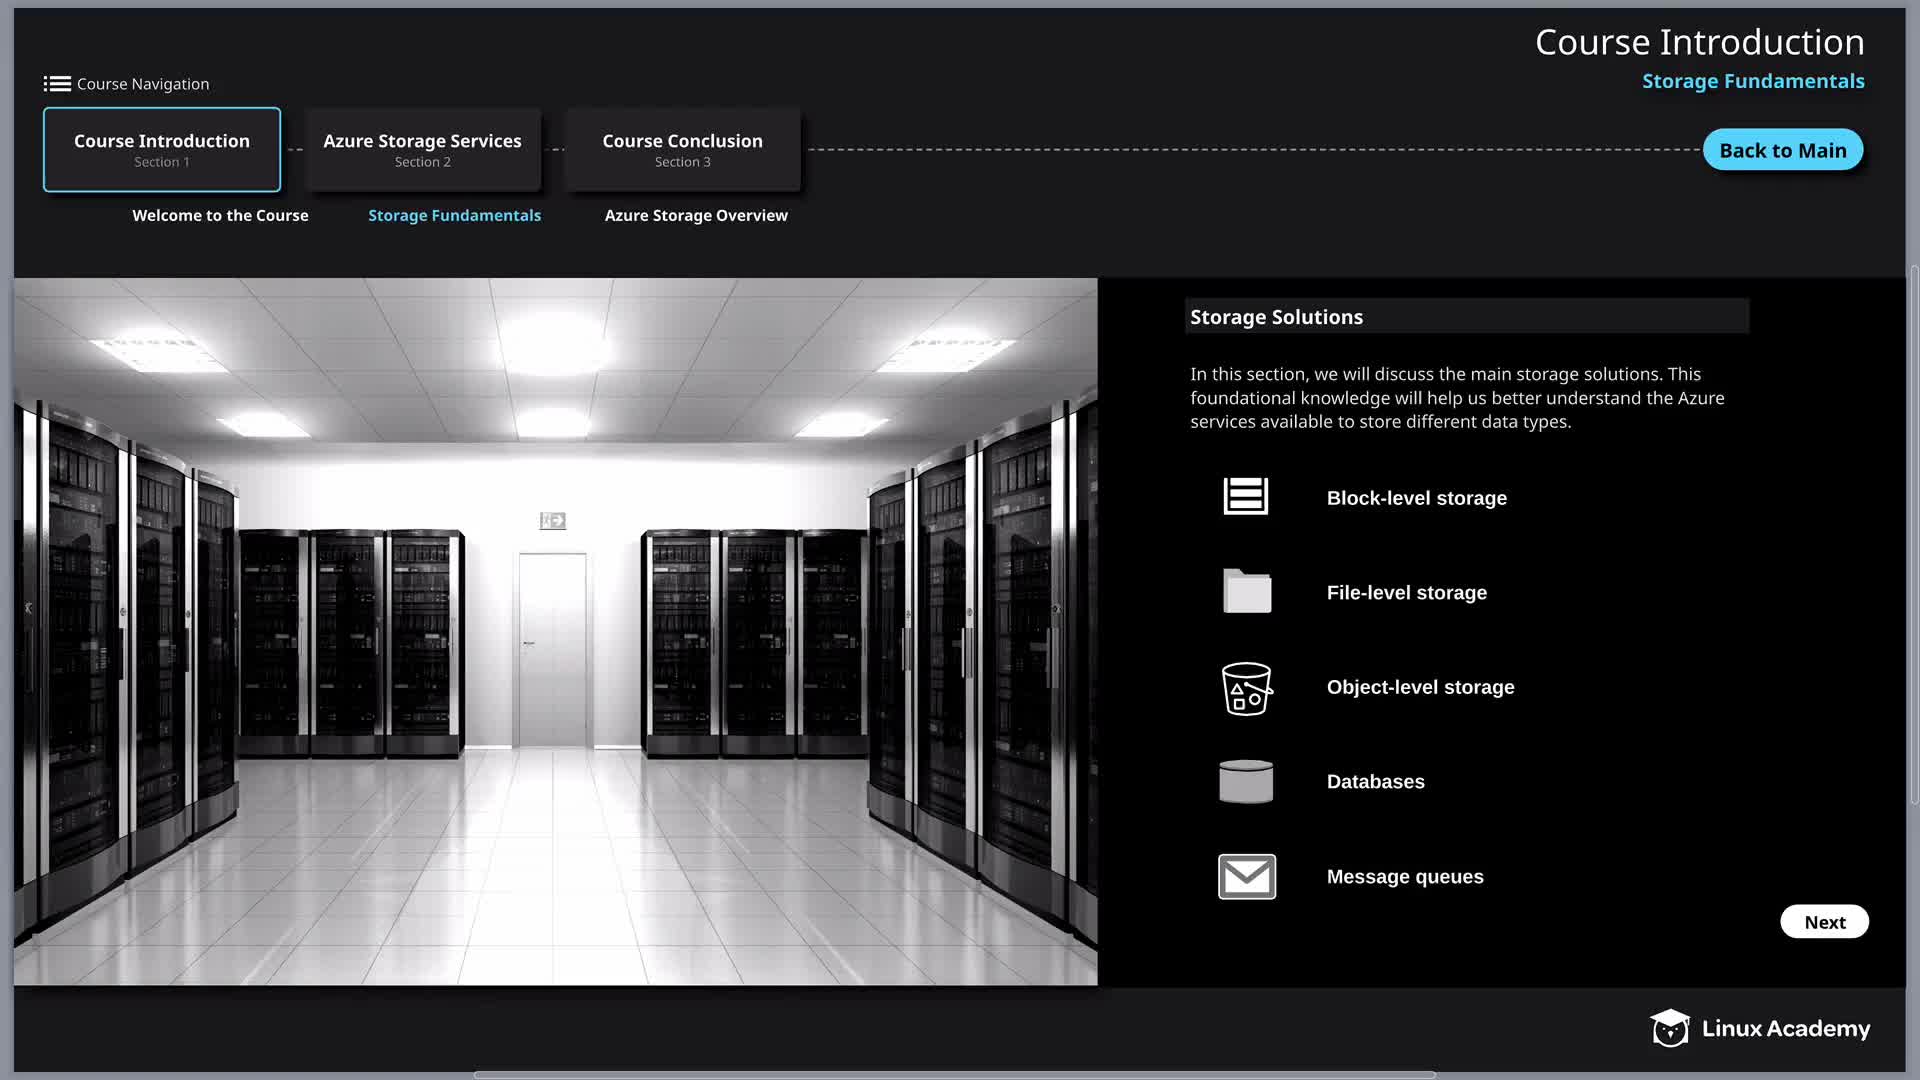 Course Introduction
Storage Fundamentals
Course Navigation
Course Introduction
Section 1
Azure Storage Services
Section 2
Course Conclusion
Section 3
Back to Main
Welcome to the Course
Storage Fundamentals
Azure Storage Overview
Storage Solutions
In this section, we will discuss the main storage solutions. This
foundational knowledge will help us better understand the Azure
services available to store different data types.
Block-level storage
File-level storage
Object-level storage
Databases
Message queues
Next
Linux Academy